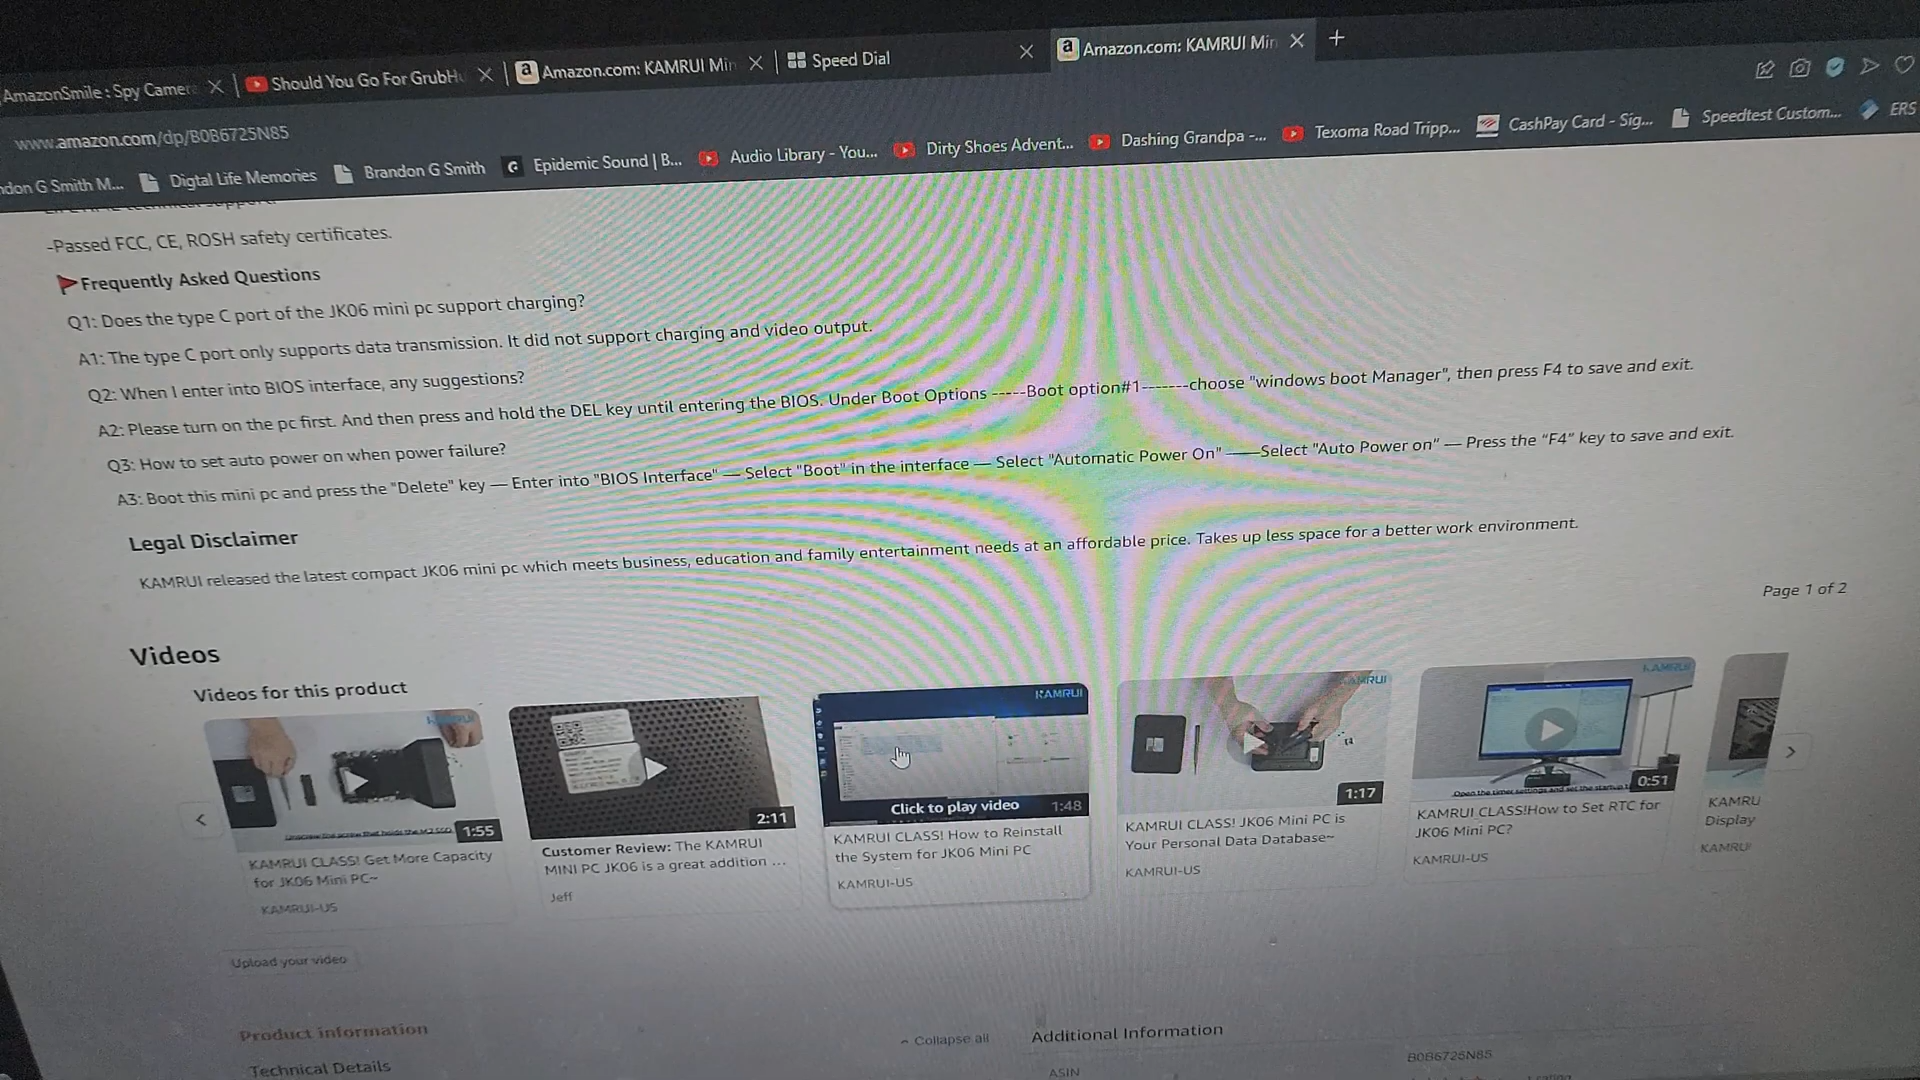 AmazonSmile : Spy Camer
Should You Go For GrubH
Amazon.com: KAMRUI Min
Speed Dial
Amazon.com: KAMRUI Min
www.amazon.com/dp/B0B6725N85
don G Smith M...
Digtal Life Memories
Brandon G Smith
Epidemic Sound | B...
Audio Library - You...
Dirty Shoes Advent...
Dashing Grandpa -...
Texoma Road Tripp...
CashPay Card - Sig...
Speedtest Custom...
ERS
-Passed FCC, CE, ROSH safety certificates.
Frequently Asked Questions
Q1: Does the type C port of the JK06 mini pc support charging?
A1: The type C port only supports data transmission. It did not support charging and video output.
Q2: When I enter into BIOS interface, any suggestions?
A2: Please turn on the pc first. And then press and hold the DEL key until entering the BIOS. Under Boot Options -----Boot option#1-------choose "windows boot Manager", then press F4 to save and exit.
Q3: How to set auto power on when power failure?
A3: Boot this mini pc and press the "Delete" key — Enter into "BIOS Interface" — Select "Boot" in the interface — Select "Automatic Power On" ——Select "Auto Power on" — Press the "F4" key to save and exit.
Legal Disclaimer
KAMRUI released the latest compact JK06 mini pc which meets business, education and family entertainment needs at an affordable price. Takes up less space for a better work environment.
Page 1 of 2
Videos
Videos for this product
1:55
KAMRUI CLASS! Get More Capacity
for JK06 Mini PC~
KAMRUI-US
2:11
Customer Review: The KAMRUI
MINI PC JK06 is a great addition ...
Jeff
KAMRUI
Click to play video 1:48
KAMRUI CLASS! How to Reinstall
the System for JK06 Mini PC
KAMRUI-US
1:17
KAMRUI CLASS! JK06 Mini PC is
Your Personal Data Database~
KAMRUI-US
KAMRUI
0:51
KAMRUI CLASS!How to Set RTC for
JK06 Mini PC?
KAMRUI-US
KAMRU
Display
KAMRUI
Upload your video
Product information
Collapse all
Additional Information
Technical Details
ASIN
B0B6725N85